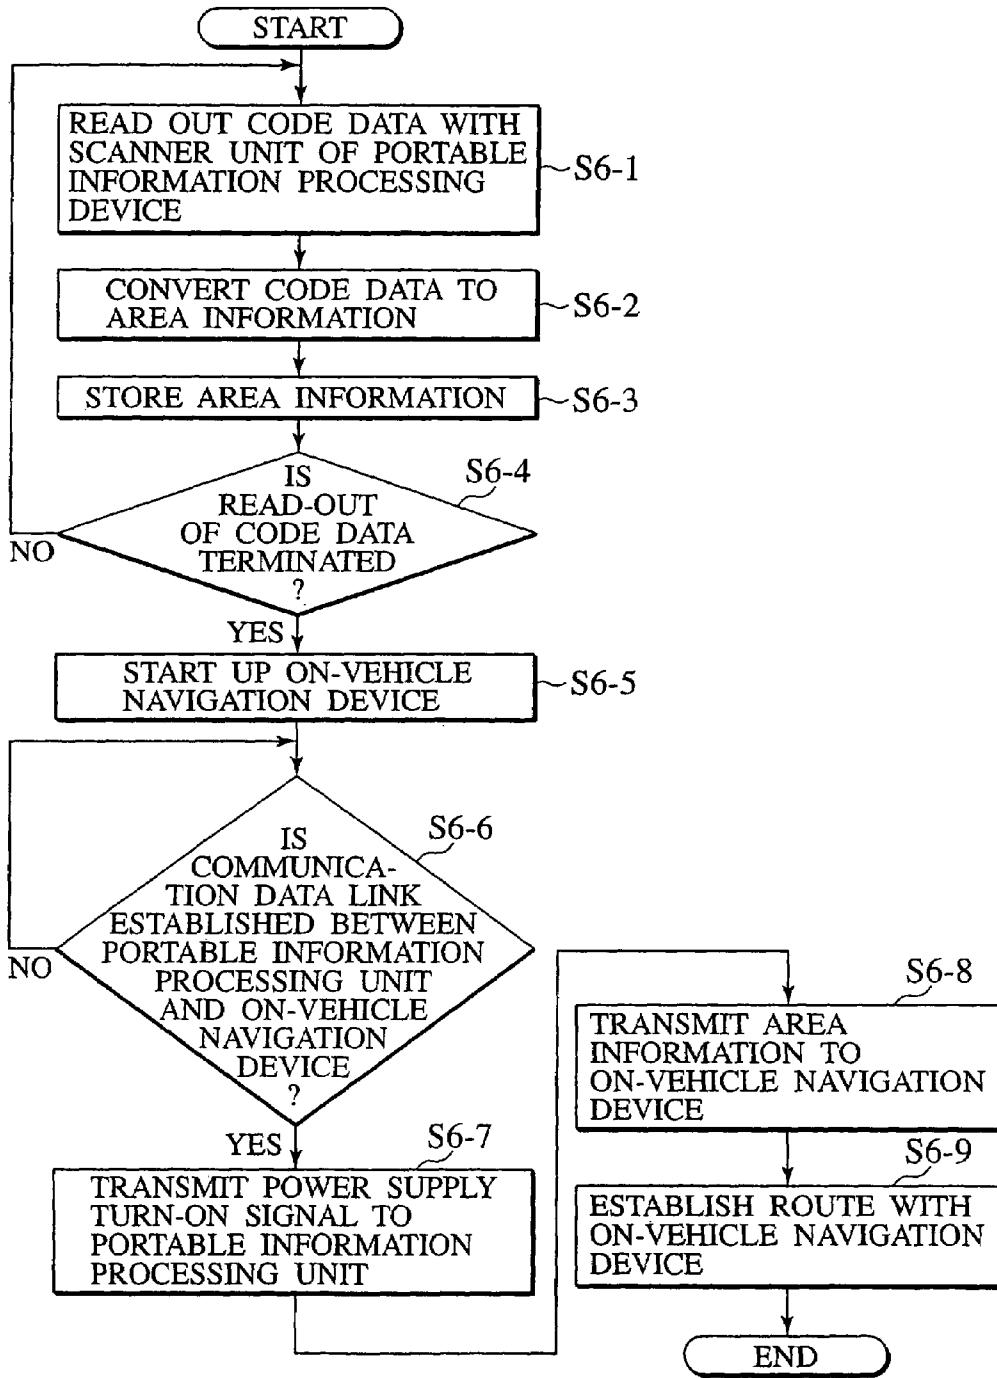 START
READ OUT CODE DATA WITH
SCANNER UNIT OF PORTABLE
INFORMATION PROCESSING
DEVICE
S6-1
CONVERT CODE DATA TO
AREA INFORMATION
S6-2
STORE AREA INFORMATION
S6-3
IS
READ-OUT
OF CODE DATA
TERMINATED
?
S6-4
NO
YES
START UP ON-VEHICLE
NAVIGATION DEVICE
S6-5
IS
COMMUNICA-
TION DATA LINK
ESTABLISHED BETWEEN
PORTABLE INFORMATION
PROCESSING UNIT
AND ON-VEHICLE
NAVIGATION
DEVICE
?
S6-6
NO
YES
S6-7
TRANSMIT POWER SUPPLY
TURN-ON SIGNAL TO
PORTABLE INFORMATION
PROCESSING UNIT
S6-8
TRANSMIT AREA
INFORMATION TO
ON-VEHICLE NAVIGATION
DEVICE
S6-9
ESTABLISH ROUTE WITH
ON-VEHICLE NAVIGATION
DEVICE
END